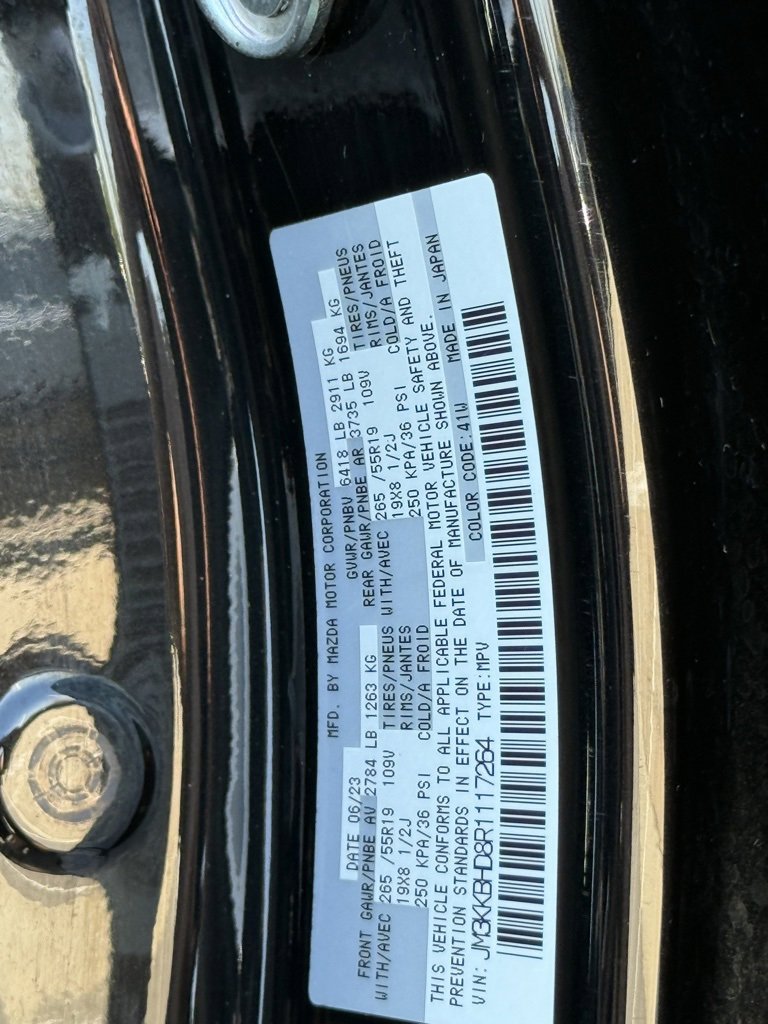 MFD. BY MAZDA MOTOR CORPORATION
DATE 06/23 GVWR/PNBV 6418 LB 2911 KG
FRONT GAWR/PNBE AV 2784 LB 1263 KG REAR GAWR/PNBE AR 3735 LB 1694 KG
WITH/AVEC 265 /55R19 109V TIRES/PNEUS WITH/AVEC 265 /55R19 109V TIRES/PNEUS
19X8 1/2J RIMS/JANTES 19X8 1/2J RIMS/JANTES
250 KPA/36 PSI COLD/A FROID 250 KPA/36 PSI COLD/A FROID
THIS VEHICLE CONFORMS TO ALL APPLICABLE FEDERAL MOTOR VEHICLE SAFETY AND THEFT
PREVENTION STANDARDS IN EFFECT ON THE DATE OF MANUFACTURE SHOWN ABOVE.
VIN: JM3KKBHD8R1117264 TYPE:MPV COLOR CODE:41W MADE IN JAPAN